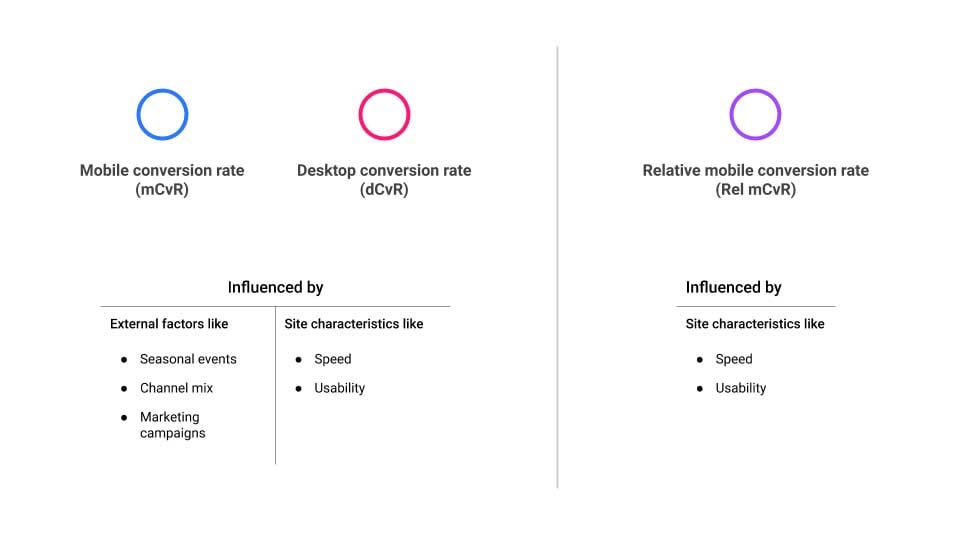 Mobile conversion rate
(mCvR)
Desktop conversion rate
(dCvR)
Relative mobile conversion rate
(Rel mCvR)
Influenced by
External factors like
● Seasonal events
● Channel mix
● Marketing
campaigns
Site characteristics like
● Speed
● Usability
Influenced by
Site characteristics like
● Speed
● Usability